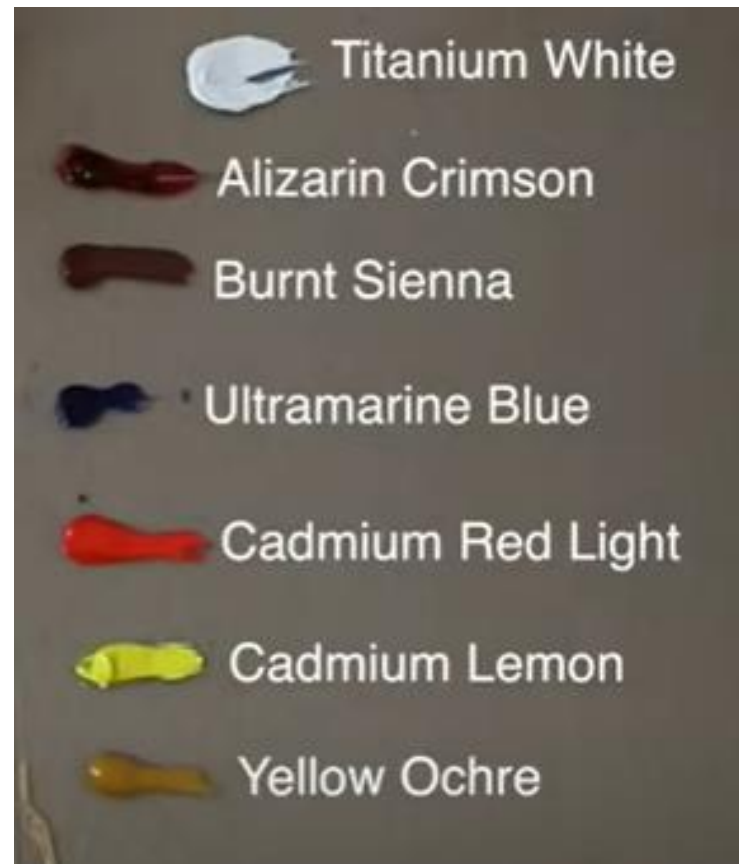 Titanium White
Alizarin Crimson
Burnt Sienna
Ultramarine Blue
Cadmium Red Light
Cadmium Lemon
Yellow Ochre